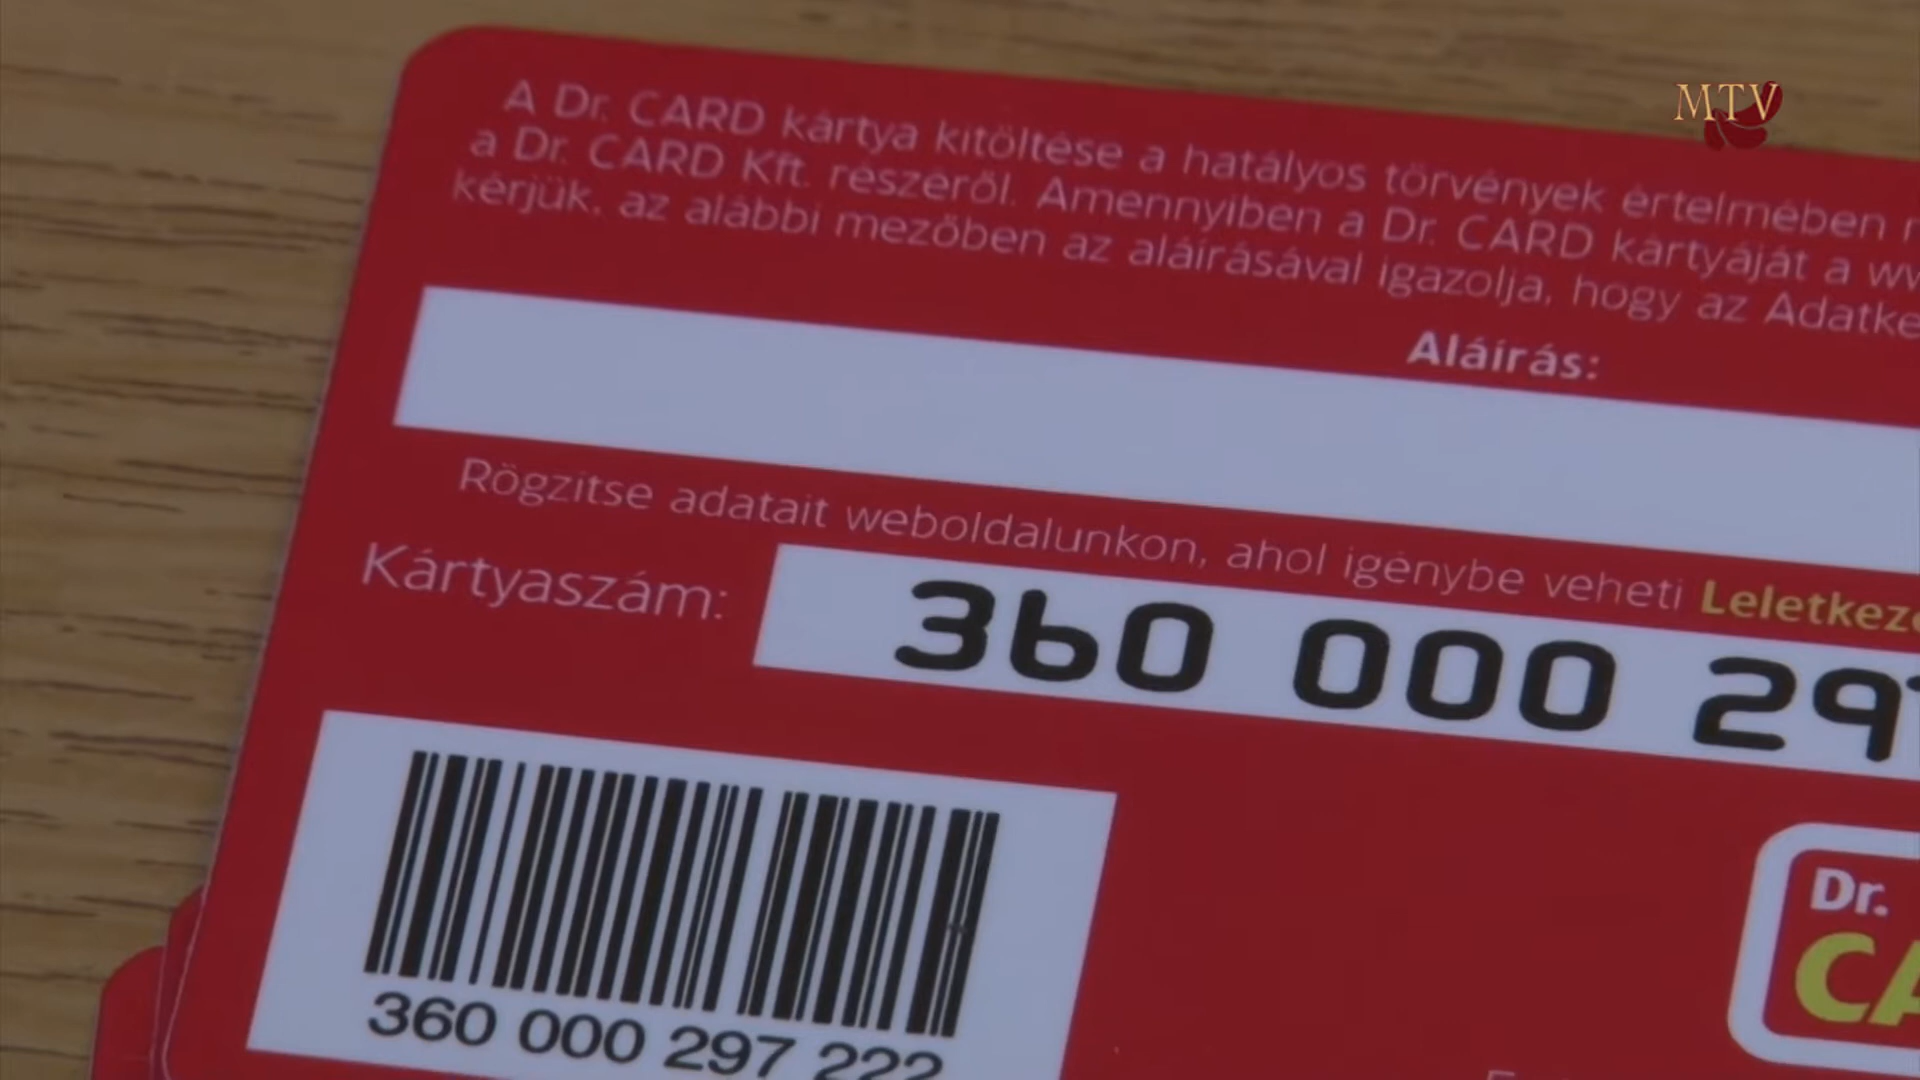 MTV
A Dr. CARD kártya kitöltése a hatályos törvények értelmében
a Dr. CARD Kft. részéről. Amennyiben a Dr. CARD kártyáját a
kérjük, az alábbi mezőben az aláírásával igazolja, hogy az
Aláírás:
Rögzítse adatait weboldalunkon, ahol igénybe veheti
Kártyaszám: 360 000 29
360 000 297 222
Dr.